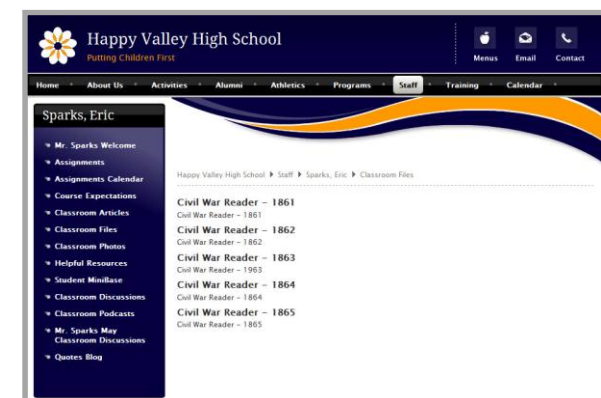 Happy Valley High School
Putting Children First
Menus Email Contact
Home About Us Activities Alumni Athletics Programs Staff Training Calendar
Sparks, Eric
Mr. Sparks Welcome
Assignments
Assignments Calendar
Course Expectations
Classroom Articles
Classroom Files
Classroom Photos
Helpful Resources
Student MiniBase
Classroom Discussions
Classroom Podcasts
Mr. Sparks May
Classroom Discussions
Quotes Blog
Happy Valley High School Staff Sparks, Eric Classroom Files
Civil War Reader – 1861
Civil War Reader – 1861
Civil War Reader – 1862
Civil War Reader – 1862
Civil War Reader – 1863
Civil War Reader – 1963
Civil War Reader – 1864
Civil War Reader – 1864
Civil War Reader – 1865
Civil War Reader – 1865